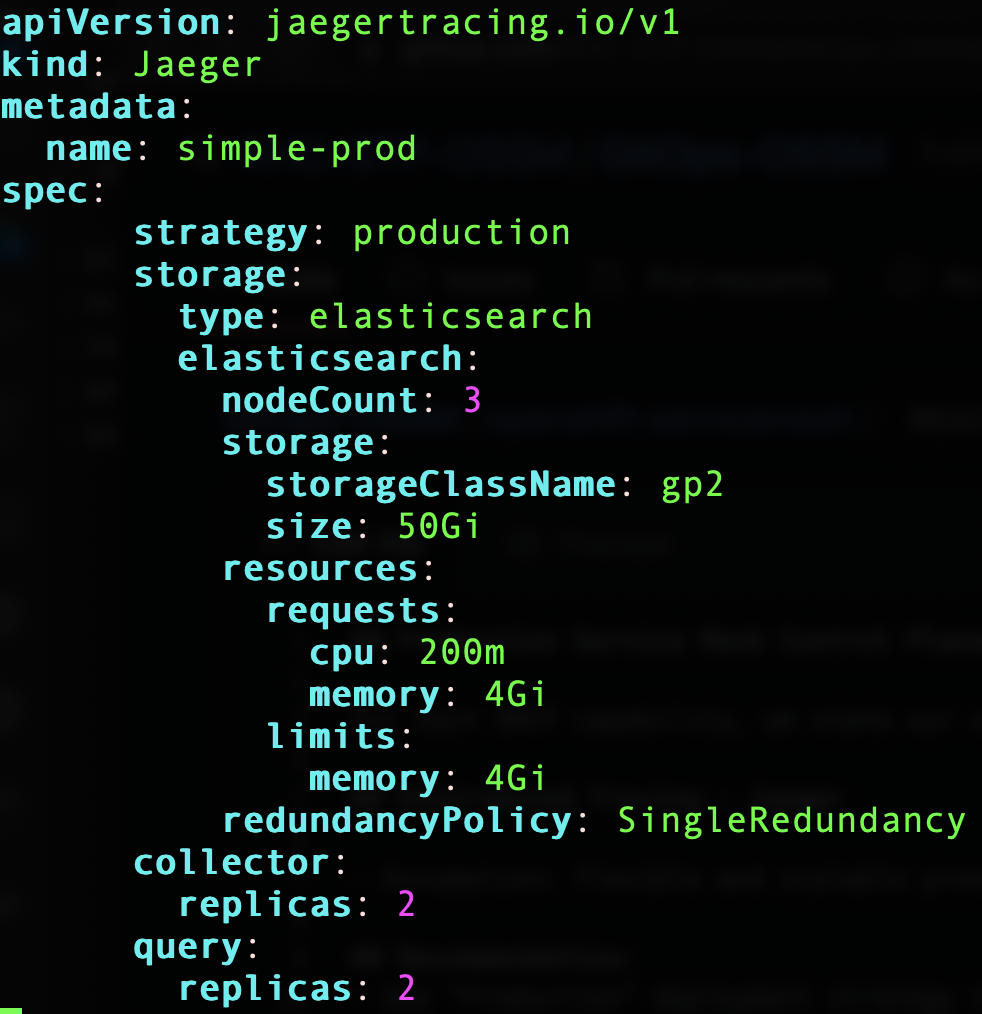 apiVersion: jaegertracing.io/v1
kind: Jaeger
metadata:
  name: simple-prod
spec:
      strategy: production
      storage:
        type: elasticsearch
        elasticsearch:
          nodeCount: 3
          storage:
            storageClassName: gp2
            size: 50Gi
          resources:
            requests:
              cpu: 200m
              memory: 4Gi
            limits:
              memory: 4Gi
          redundancyPolicy: SingleRedundancy
      collector:
        replicas: 2
      query:
        replicas: 2